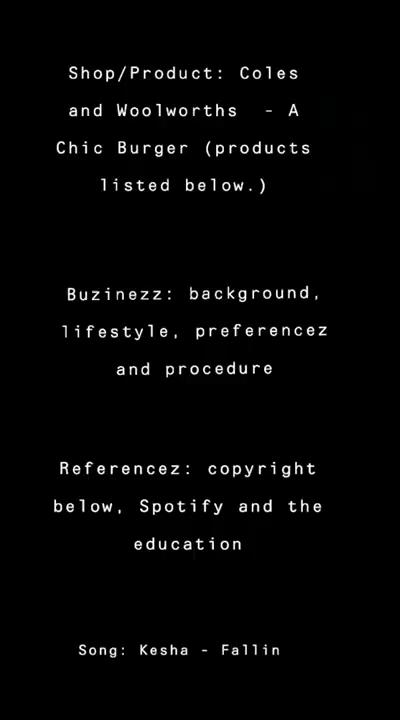 Shop/Product: Coles
and Woolworths  - A
Chic Burger (products
listed below.)
Buzinezz: background,
lifestyle, preferencez
and procedure
Referencez: copyright
below, Spotify and the
education
Song: Kesha - Fallin